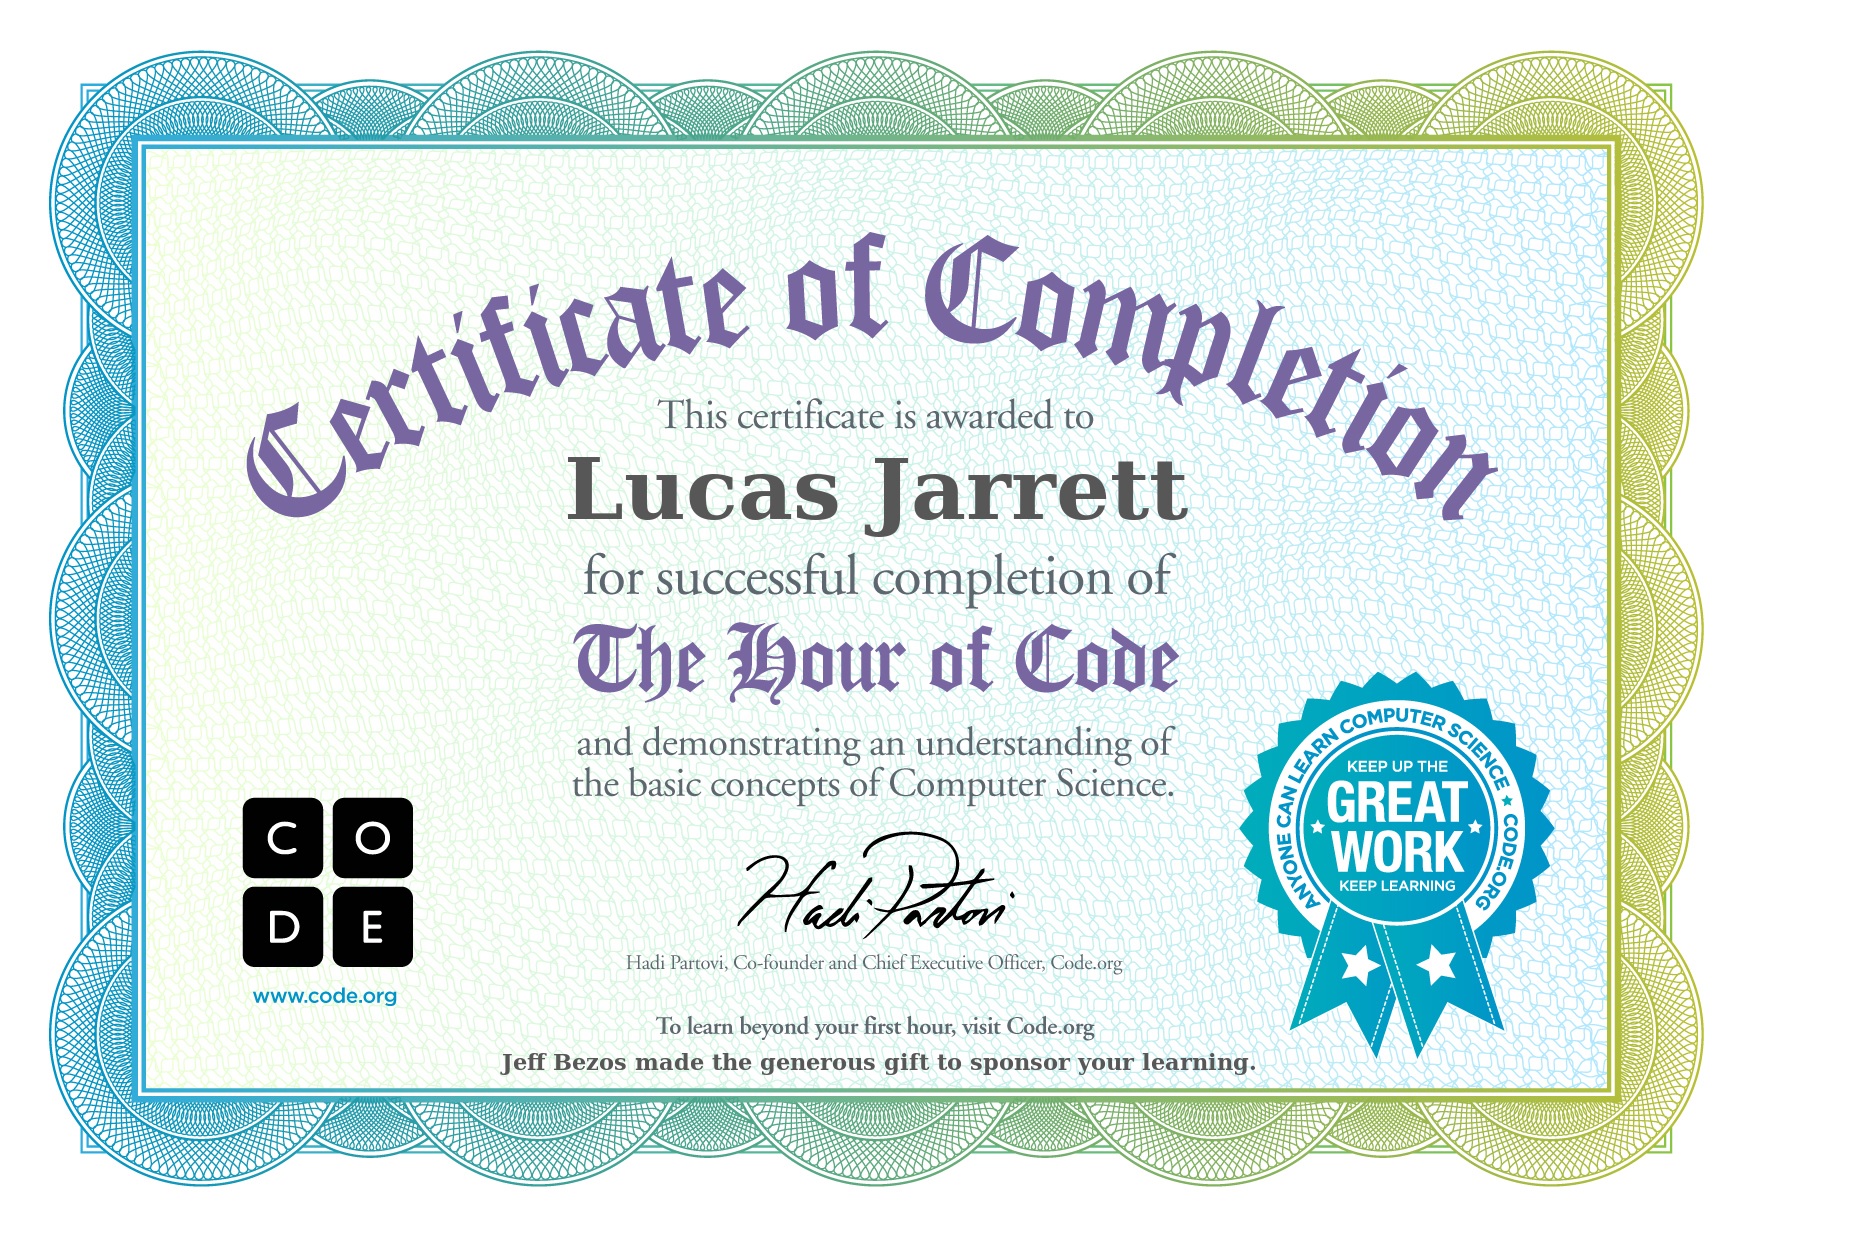 Certificate of Completion
This certificate is awarded to
Lucas Jarrett
for successful completion of
The Hour of Code
and demonstrating an understanding of
the basic concepts of Computer Science.
C O
D E
www.code.org
Hadi Partovi
Hadi Partovi, Co-founder and Chief Executive Officer, Code.org
To learn beyond your first hour, visit Code.org
Jeff Bezos made the generous gift to sponsor your learning.
ANYONE CAN LEARN COMPUTER SCIENCE ★ CODE.ORG
KEEP UP THE
GREAT
WORK
KEEP LEARNING